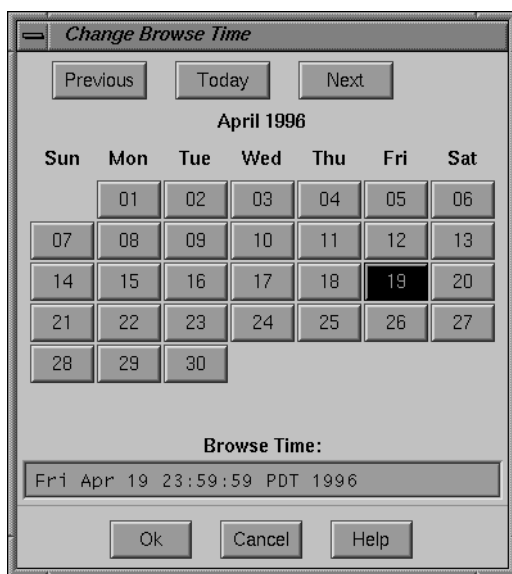 Change Browse Time
Previous Today Next
April 1996
Sun Mon Tue Wed Thu Fri Sat
01 02 03 04 05 06
07 08 09 10 11 12 13
14 15 16 17 18 19 20
21 22 23 24 25 26 27
28 29 30
Browse Time:
Fri Apr 19 23:59:59 PDT 1996
Ok Cancel Help